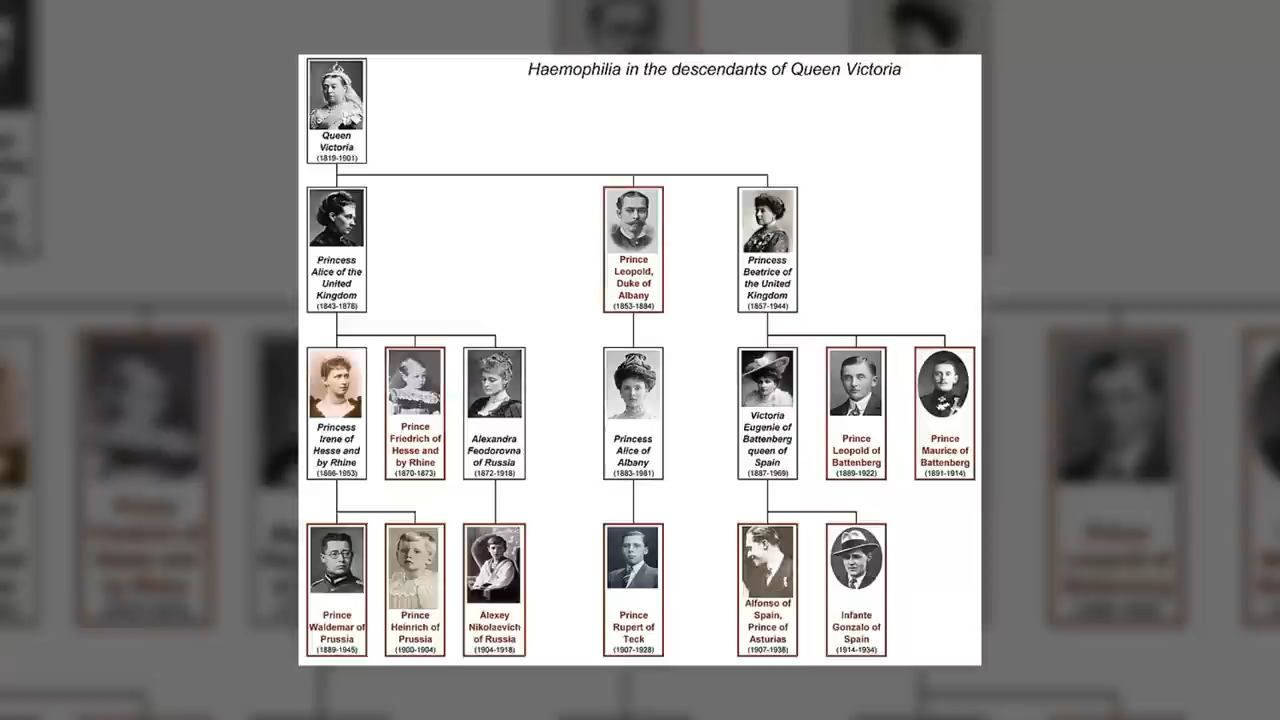 Haemophilia in the descendants of Queen Victoria
Queen
Victoria
(1819-1901)
Princess
Alice of the
United
Kingdom
(1843-1878)
Prince
Leopold,
Duke of
Albany
(1853-1884)
Princess
Beatrice of
the United
Kingdom
(1857-1944)
Princess
Irene of
Hesse and
by Rhine
(1866-1953)
Prince
Friedrich of
Hesse and
by Rhine
(1870-1873)
Alexandra
Feodorovna
of Russia
(1872-1918)
Princess
Alice of
Albany
(1883-1981)
Victoria
Eugenie of
Battenberg
queen of
Spain
(1887-1969)
Prince
Leopold of
Battenberg
(1889-1922)
Prince
Maurice of
Battenberg
(1891-1914)
Prince
Waldemar of
Prussia
(1889-1945)
Prince
Heinrich of
Prussia
(1900-1904)
Alexey
Nikolaevich
of Russia
(1904-1918)
Prince
Rupert of
Teck
(1907-1928)
Alfonso of
Spain,
Prince of
Asturias
(1907-1938)
Infante
Gonzalo of
Spain
(1914-1934)